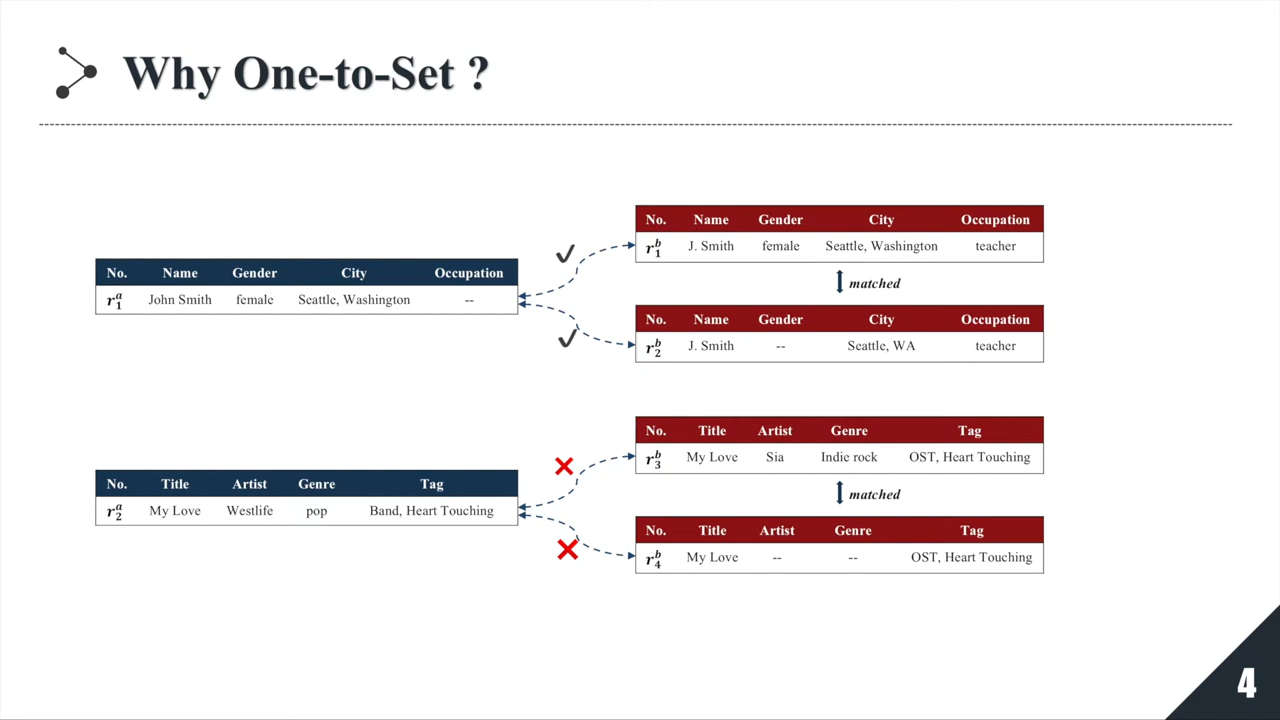 Why One-to-Set ?
No. Name Gender City Occupation
r₁ᵃ John Smith female Seattle, Washington --
No. Name Gender City Occupation
r₁ᵇ J. Smith female Seattle, Washington teacher
matched
No. Name Gender City Occupation
r₂ᵇ J. Smith -- Seattle, WA teacher
No. Title Artist Genre Tag
r₂ᵃ My Love Westlife pop Band, Heart Touching
No. Title Artist Genre Tag
r₃ᵇ My Love Sia Indie rock OST, Heart Touching
matched
No. Title Artist Genre Tag
r₄ᵇ My Love -- -- OST, Heart Touching
4